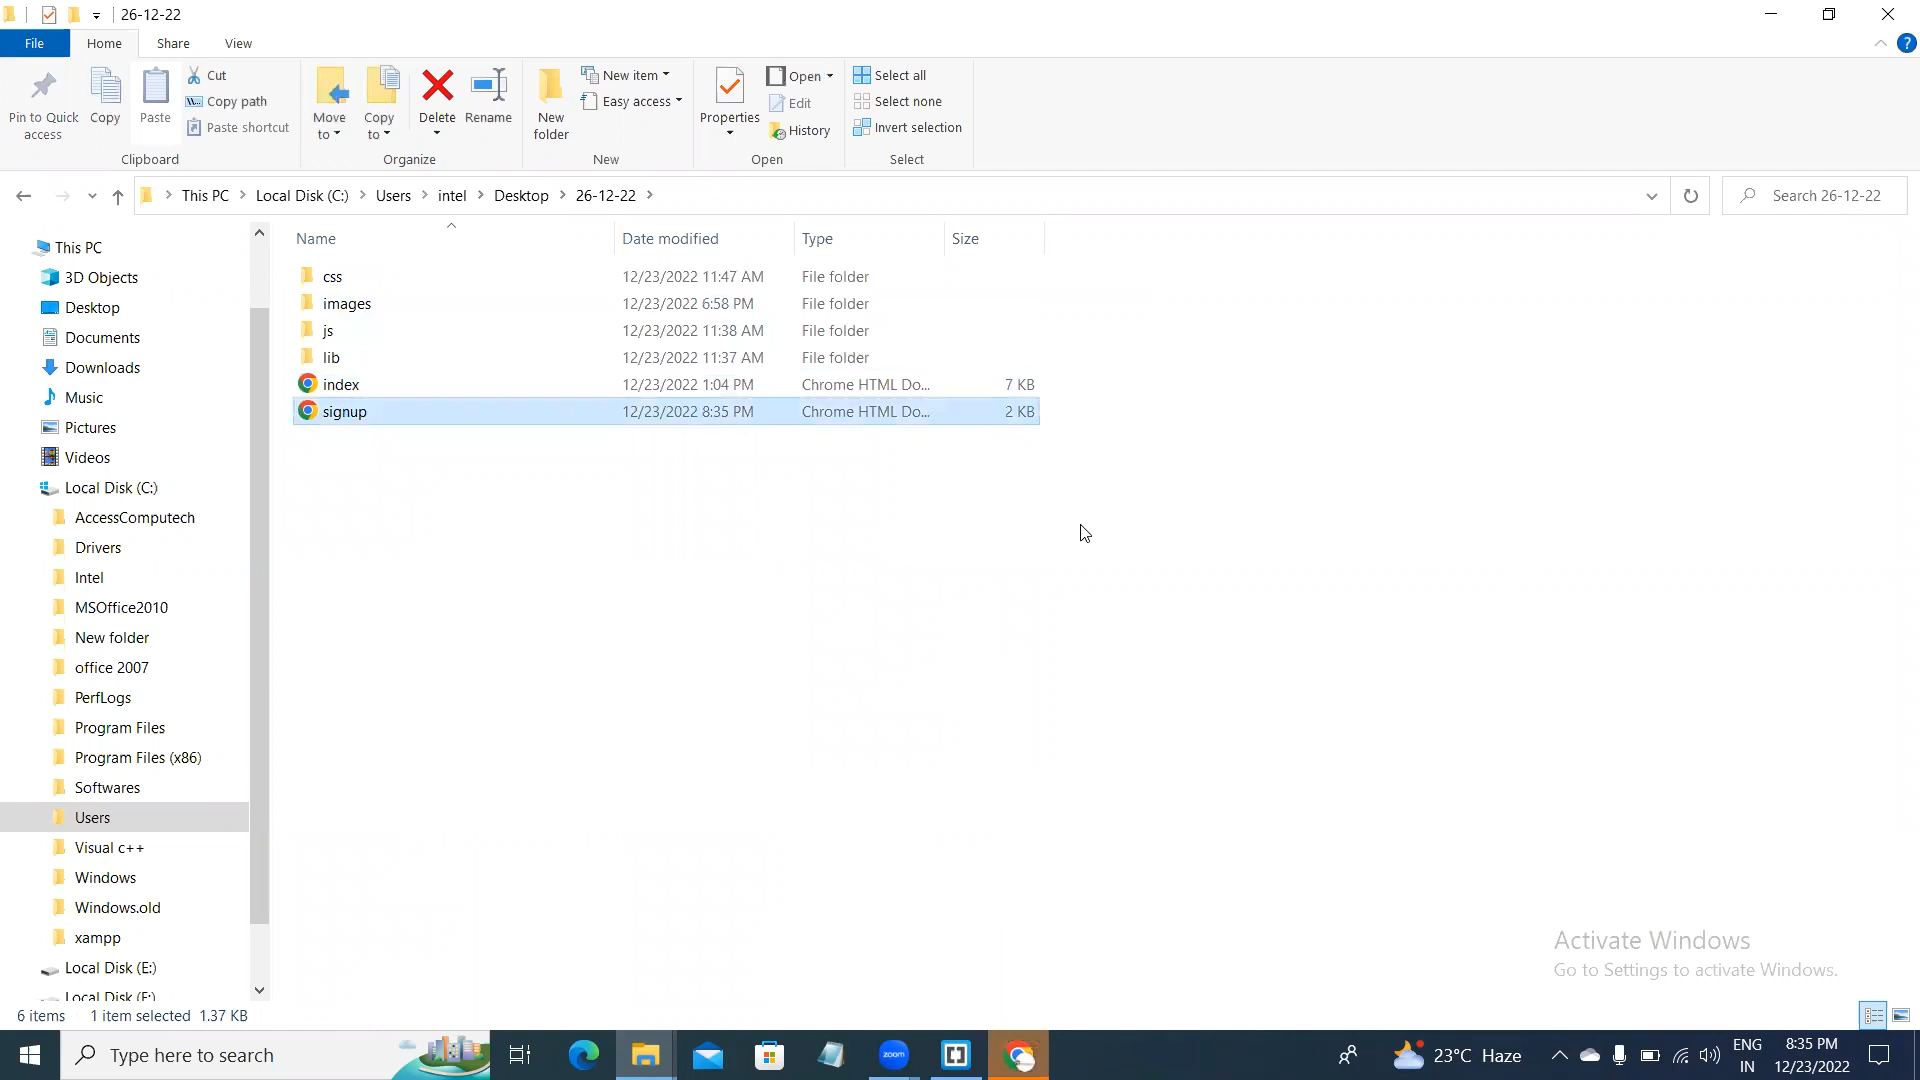 26-12-22
File Home Share View
Pin to Quick access
Copy
Paste
Cut
Copy path
Paste shortcut
Clipboard
Move to
Copy to
Delete
Rename
Organize
New folder
New item
Easy access
New
Properties
Open
Edit
History
Open
Select all
Select none
Invert selection
Select
This PC Local Disk (C:) Users intel Desktop 26-12-22
Search 26-12-22
This PC
3D Objects
Desktop
Documents
Downloads
Music
Pictures
Videos
Local Disk (C:)
AccessComputech
Drivers
Intel
MSOffice2010
New folder
office 2007
PerfLogs
Program Files
Program Files (x86)
Softwares
Users
Visual c++
Windows
Windows.old
xampp
Local Disk (E:)
Local Disk (F:)
Name Date modified Type Size
css 12/23/2022 11:47 AM File folder
images 12/23/2022 6:58 PM File folder
js 12/23/2022 11:38 AM File folder
lib 12/23/2022 11:37 AM File folder
index 12/23/2022 1:04 PM Chrome HTML Do... 7 KB
signup 12/23/2022 8:35 PM Chrome HTML Do... 2 KB
Activate Windows
Go to Settings to activate Windows.
6 items 1 item selected 1.37 KB
Type here to search
zoom
23°C Haze
ENG
IN
8:35 PM
12/23/2022